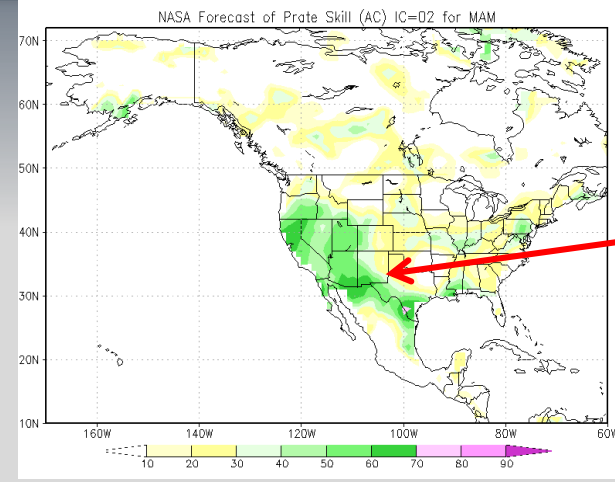 NASA Forecast of Prate Skill (AC) IC=02 for MAM
70N
60N
50N
40N
30N
20N
10N
160W 140W 120W 100W 80W 60W
10 20 30 40 50 60 70 80 90